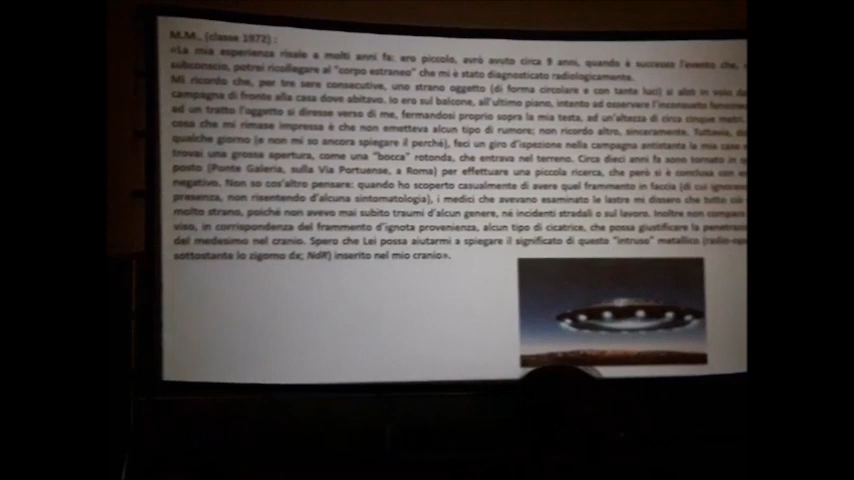 M.M., (classe 1972) :
«La mia esperienza risale a molti anni fa: ero piccolo, avrò avuto circa 9 anni, quando è successo l'evento che,
subconscio, potrei ricollegare al "corpo estraneo" che mi è stato diagnosticato radiologicamente.
Mi ricordo che, per tre sere consecutive, uno strano oggetto (di forma circolare e con tante luci) si alzò in volo
campagna di fronte alla casa dove abitavo. Io ero sul balcone, all'ultimo piano, intento ad osservare l'inconsueto
ad un tratto l'oggetto si diresse verso di me, fermandosi proprio sopra la mia testa, ad un'altezza di circa cinque metri.
cosa che mi rimase impressa è che non emetteva alcun tipo di rumore; non ricordo altro, sinceramente. Tuttavia,
qualche giorno (e non mi so ancora spiegare il perché), feci un giro d'ispezione nella campagna antistante la mia casa
trovai una grossa apertura, come una "bocca" rotonda, che entrava nel terreno. Circa dieci anni fa sono tornato in
posto (Ponte Galeria, sulla Via Portuense, a Roma) per effettuare una piccola ricerca, che però si è conclusa con
negativo. Non so cos'altro pensare: quando ho scoperto casualmente di avere quel frammento in faccia (di cui
presenza, non risentendo d'alcuna sintomatologia), i medici che avevano esaminato le lastre mi dissero che tutto ciò
molto strano, poiché non avevo mai subito traumi d'alcun genere, né incidenti stradali o sul lavoro. Inoltre non
viso, in corrispondenza del frammento d'ignota provenienza, alcun tipo di cicatrice, che possa giustificare la
del medesimo nel cranio. Spero che Lei possa aiutarmi a spiegare il significato di questo "intruso" metallico
sottostante lo zigomo dx; NdR) inserito nel mio cranio».